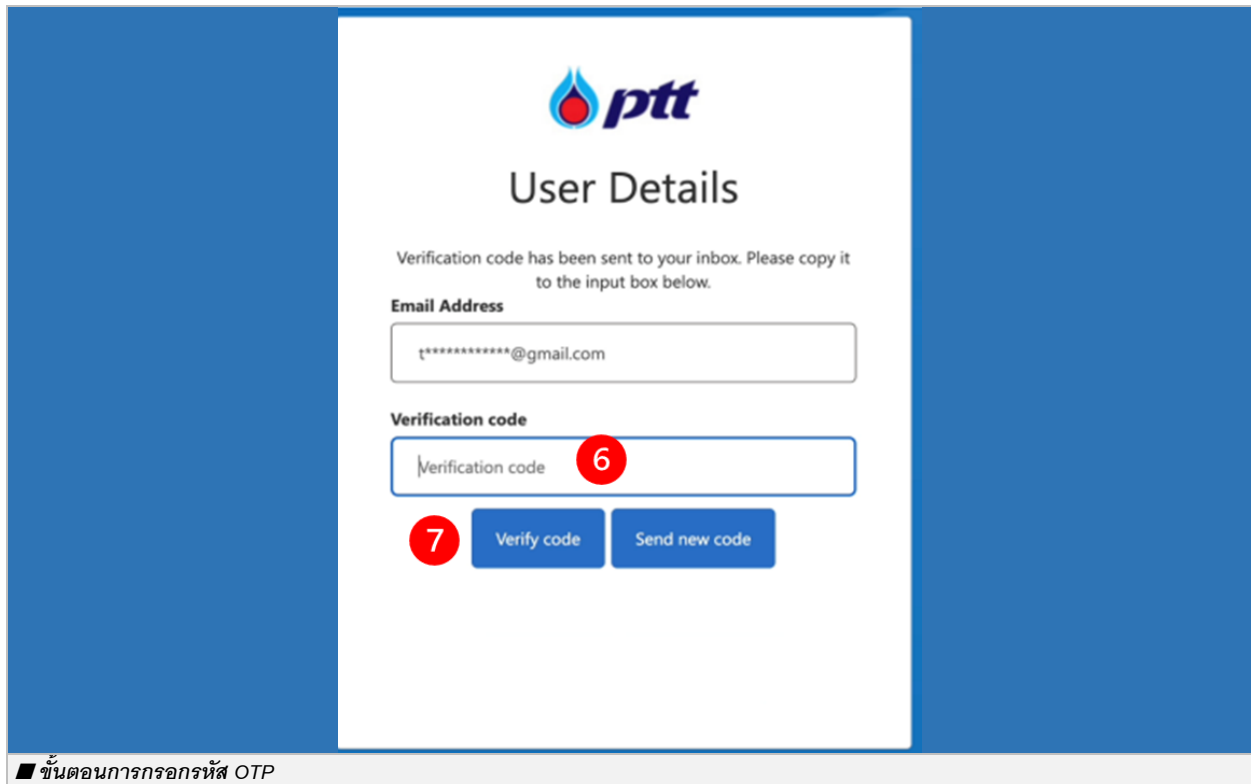 ptt
User Details
Verification code has been sent to your inbox. Please copy it
to the input box below.
Email Address
t************@gmail.com
Verification code
Verification code
6
7
Verify code
Send new code
ขั้นตอนการกรอกรหัส OTP